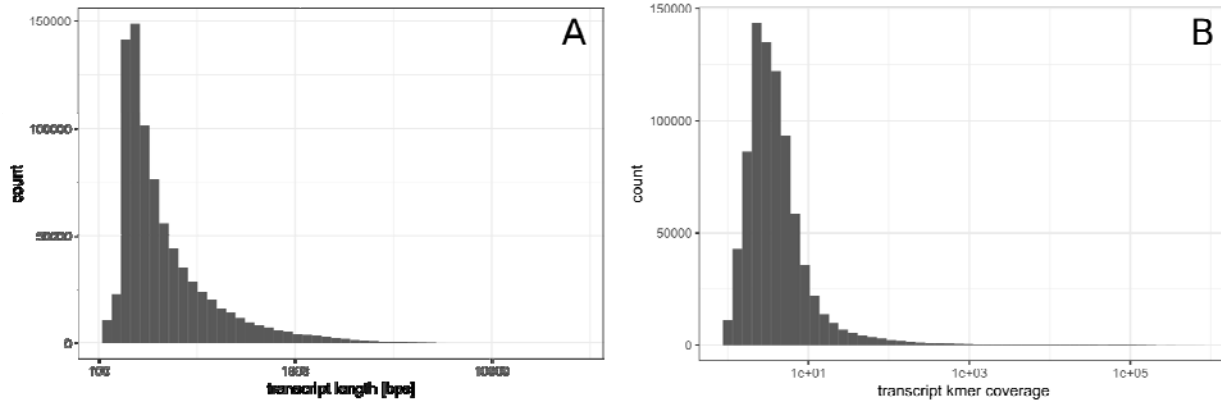 A
150000
100000
50000
0
count
100
1000
10000
transcript length [bps]
B
150000
100000
50000
0
count
1e+01
1e+03
1e+05
transcript kmer coverage